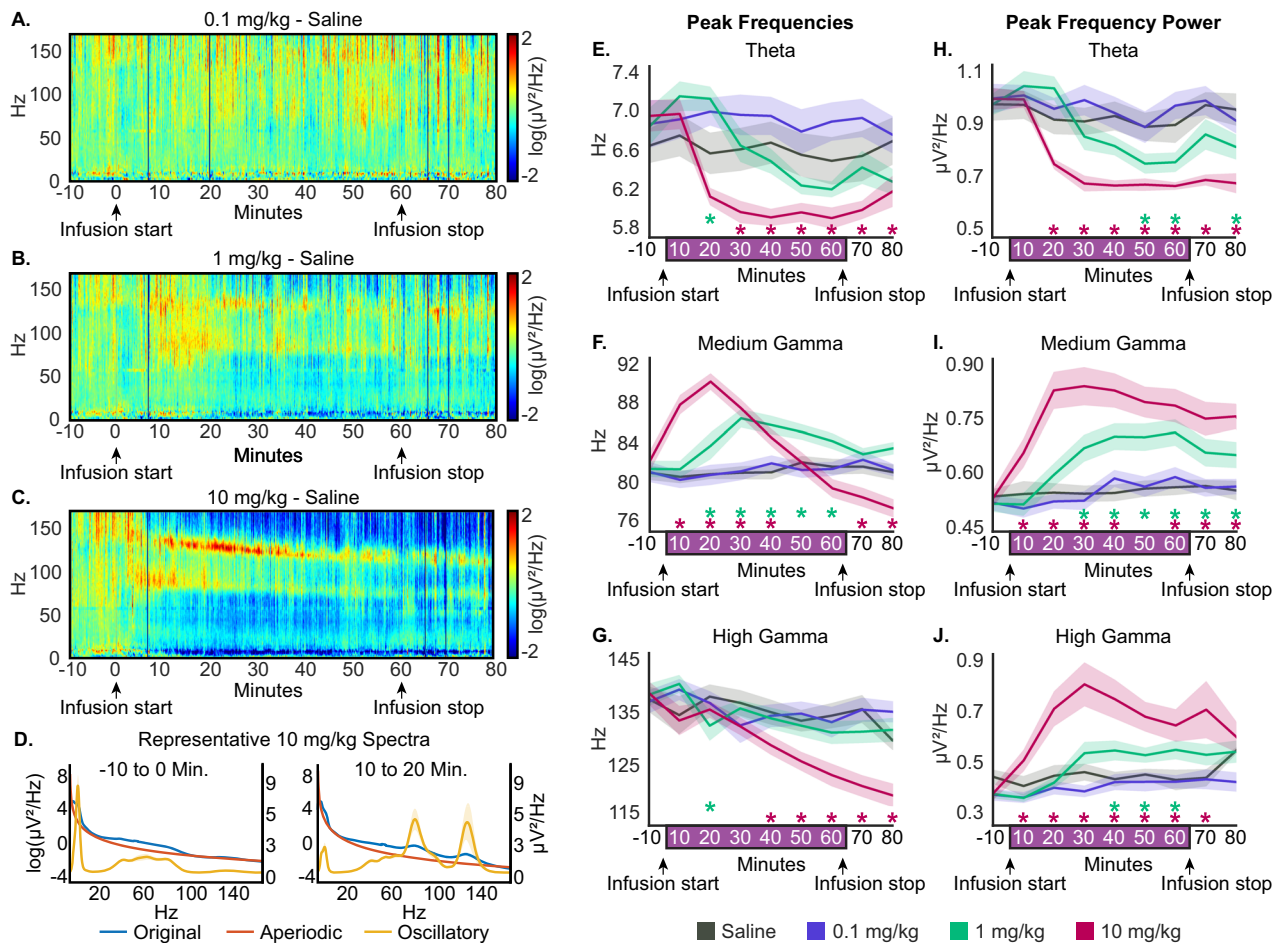 A.
0.1 mg/kg - Saline
150
100
50
0
Hz
2
-2
log(μV²/Hz)
-10 0 10 20 30 40 50 60 70 80
Minutes
Infusion start
Infusion stop
B.
1 mg/kg - Saline
150
100
50
0
Hz
2
-2
log(μV²/Hz)
-10 0 10 20 30 40 50 60 70 80
Minutes
Infusion start
Infusion stop
C.
10 mg/kg - Saline
150
100
50
0
Hz
2
-2
log(μV²/Hz)
-10 0 10 20 30 40 50 60 70 80
Minutes
Infusion start
Infusion stop
D.
Representative 10 mg/kg Spectra
-10 to 0 Min.
10 to 20 Min.
log(μV²/Hz)
8
4
0
-4
9
5
3
0
20 60 100 140
Hz
8
4
0
-4
9
6
5
3
0
μV²/Hz
20 60 100 140
Hz
Original
Aperiodic
Oscillatory
Peak Frequencies
E.
Theta
7.4
7.0
6.6
6.2
5.8
Hz
* * * * * * *
-10 10 20 30 40 50 60 70 80
Minutes
Infusion start
Infusion stop
F.
Medium Gamma
92
88
84
80
76
Hz
* * * * *
* * * * * *
-10 10 20 30 40 50 60 70 80
Minutes
Infusion start
Infusion stop
G.
High Gamma
145
135
125
115
Hz
*
* * * * *
-10 10 20 30 40 50 60 70 80
Minutes
Infusion start
Infusion stop
Peak Frequency Power
H.
Theta
1.1
0.9
0.7
0.5
μV²/Hz
* * *
* * * * * * *
-10 10 20 30 40 50 60 70 80
Minutes
Infusion start
Infusion stop
I.
Medium Gamma
0.90
0.75
0.60
0.45
μV²/Hz
* * * * * *
* * * * * * *
-10 10 20 30 40 50 60 70 80
Minutes
Infusion start
Infusion stop
J.
High Gamma
0.9
0.7
0.5
0.3
μV²/Hz
* * *
* * * * * * *
-10 10 20 30 40 50 60 70 80
Minutes
Infusion start
Infusion stop
Saline
0.1 mg/kg
1 mg/kg
10 mg/kg